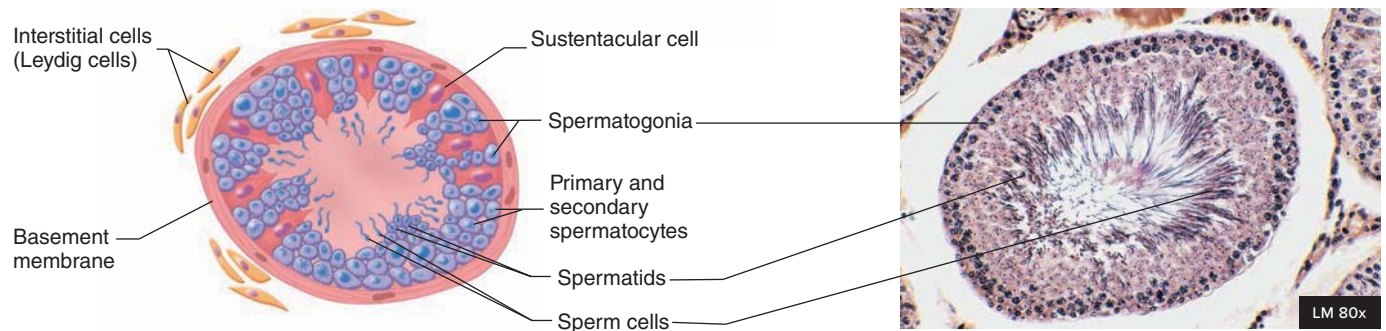 Interstitial cells
(Leydig cells)
Sustentacular cell
Spermatogonia
Primary and
secondary
spermatocytes
Basement
membrane
Spermatids
Sperm cells
LM 80x